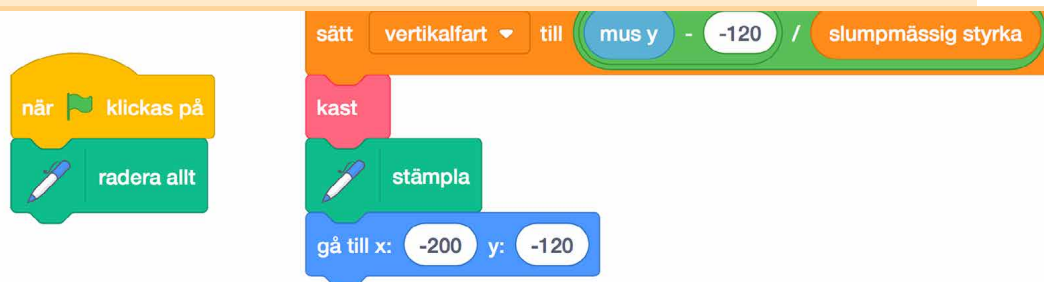 när klickas på
radera allt
sätt vertikalfart till mus y - -120 / slumpmässig styrka
kast
stämpla
gå till x: -200 y: -120